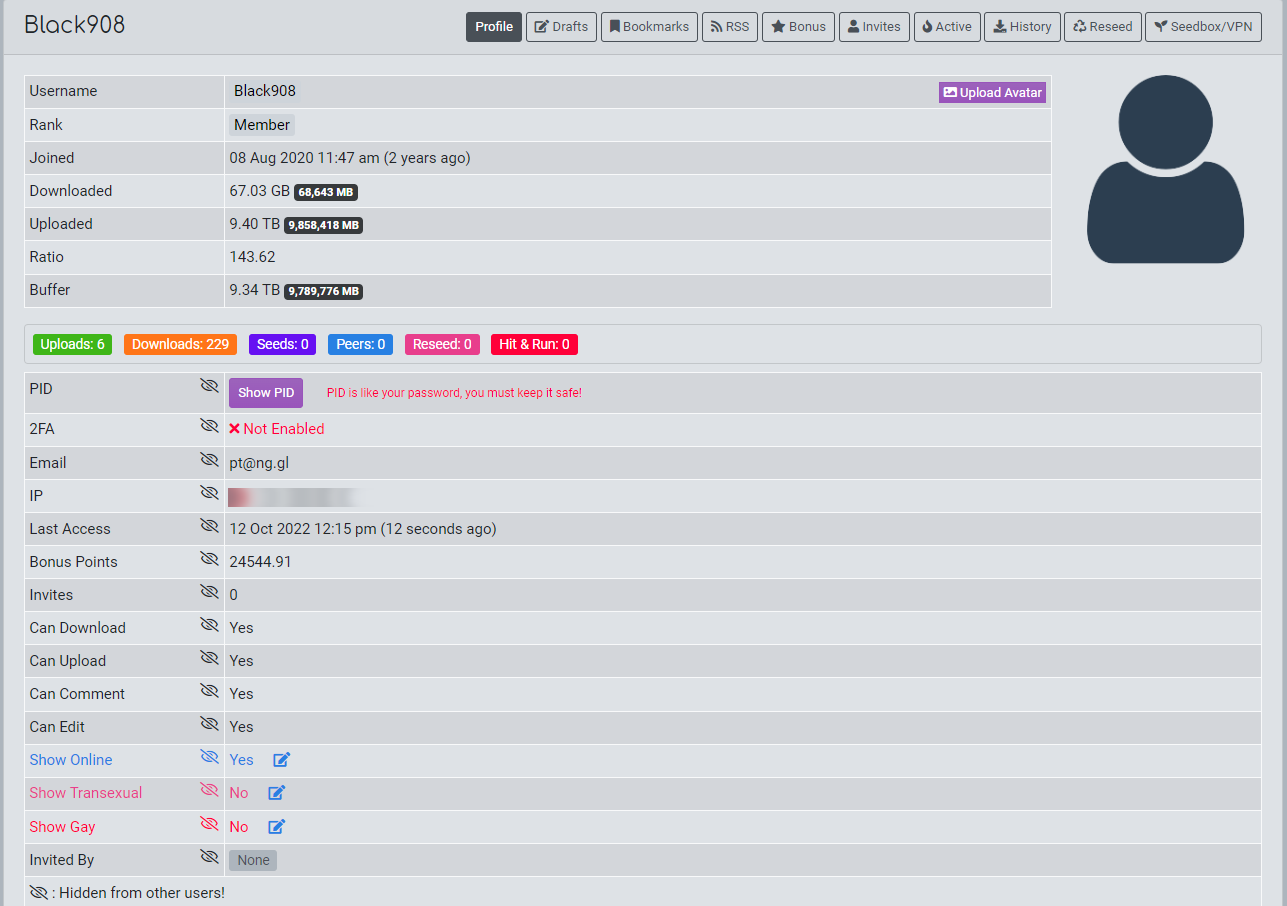 Black908
Profile Drafts Bookmarks RSS Bonus Invites Active History Reseed Seedbox/VPN
Username Black908 Upload Avatar
Rank Member
Joined 08 Aug 2020 11:47 am (2 years ago)
Downloaded 67.03 GB 68,643 MB
Uploaded 9.40 TB 9,858,418 MB
Ratio 143.62
Buffer 9.34 TB 9,789,776 MB
Uploads: 6 Downloads: 229 Seeds: 0 Peers: 0 Reseed: 0 Hit & Run: 0
PID Show PID PID is like your password, you must keep it safe!
2FA Not Enabled
Email pt@ng.gl
IP
Last Access 12 Oct 2022 12:15 pm (12 seconds ago)
Bonus Points 24544.91
Invites 0
Can Download Yes
Can Upload Yes
Can Comment Yes
Can Edit Yes
Show Online Yes
Show Transexual No
Show Gay No
Invited By None
: Hidden from other users!